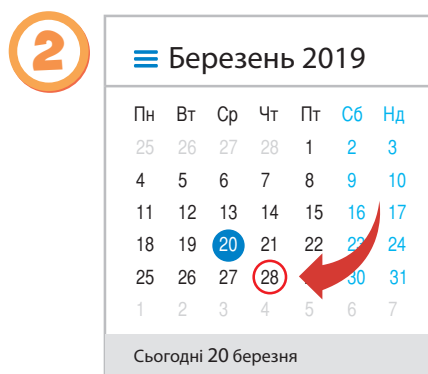 2
Березень 2019
Пн Вт Ср Чт Пт Сб Нд
25 26 27 28 1 2 3
4 5 6 7 8 9 10
11 12 13 14 15 16 17
18 19 20 21 22 23 24
25 26 27 28 30 31
1 2 3 4 5 6 7
Сьогодні 20 березня